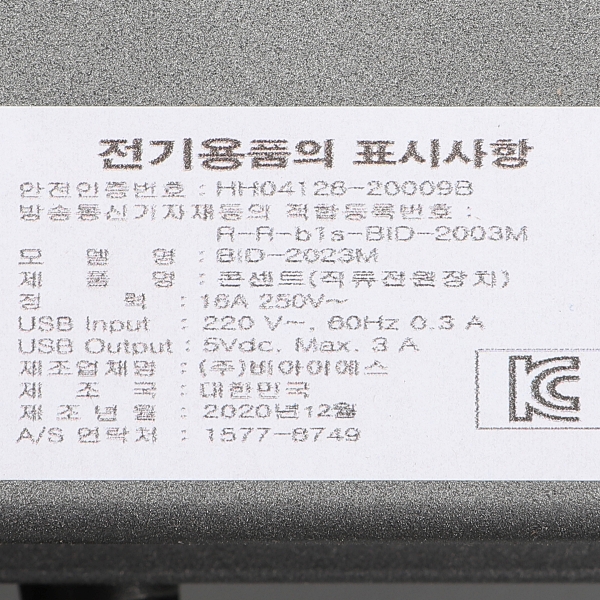 전기용품의 표시사항
안전인증번호 : HH04128-20009B
방송통신기자재등의 적합등록번호 :
R-R-b1s-BID-2003M
모 델 명 : BID-2023M
제 품 명 : 콘센트(직류전원장치)
정 력 : 16A 250V~
USB Input : 220 V~, 60Hz 0.3 A
USB Output : 5Vdc. Max. 3 A
제조업체명 : (주)비아이에스
제 조 국 : 대한민국
제 조 년 월 : 2020년12월
A/S 연락처 : 1577-8749
KC